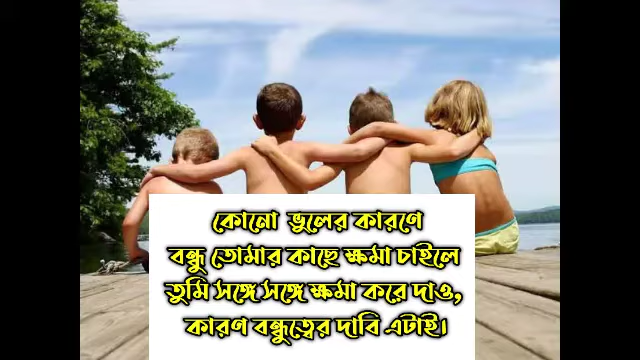 কোনো ভুলের কারণে
বন্ধু তোমার কাছে ক্ষমা চাইলে
তুমি সঙ্গে সঙ্গে ক্ষমা করে দাও,
কারণ বন্ধুত্বের দাবি এটাই।